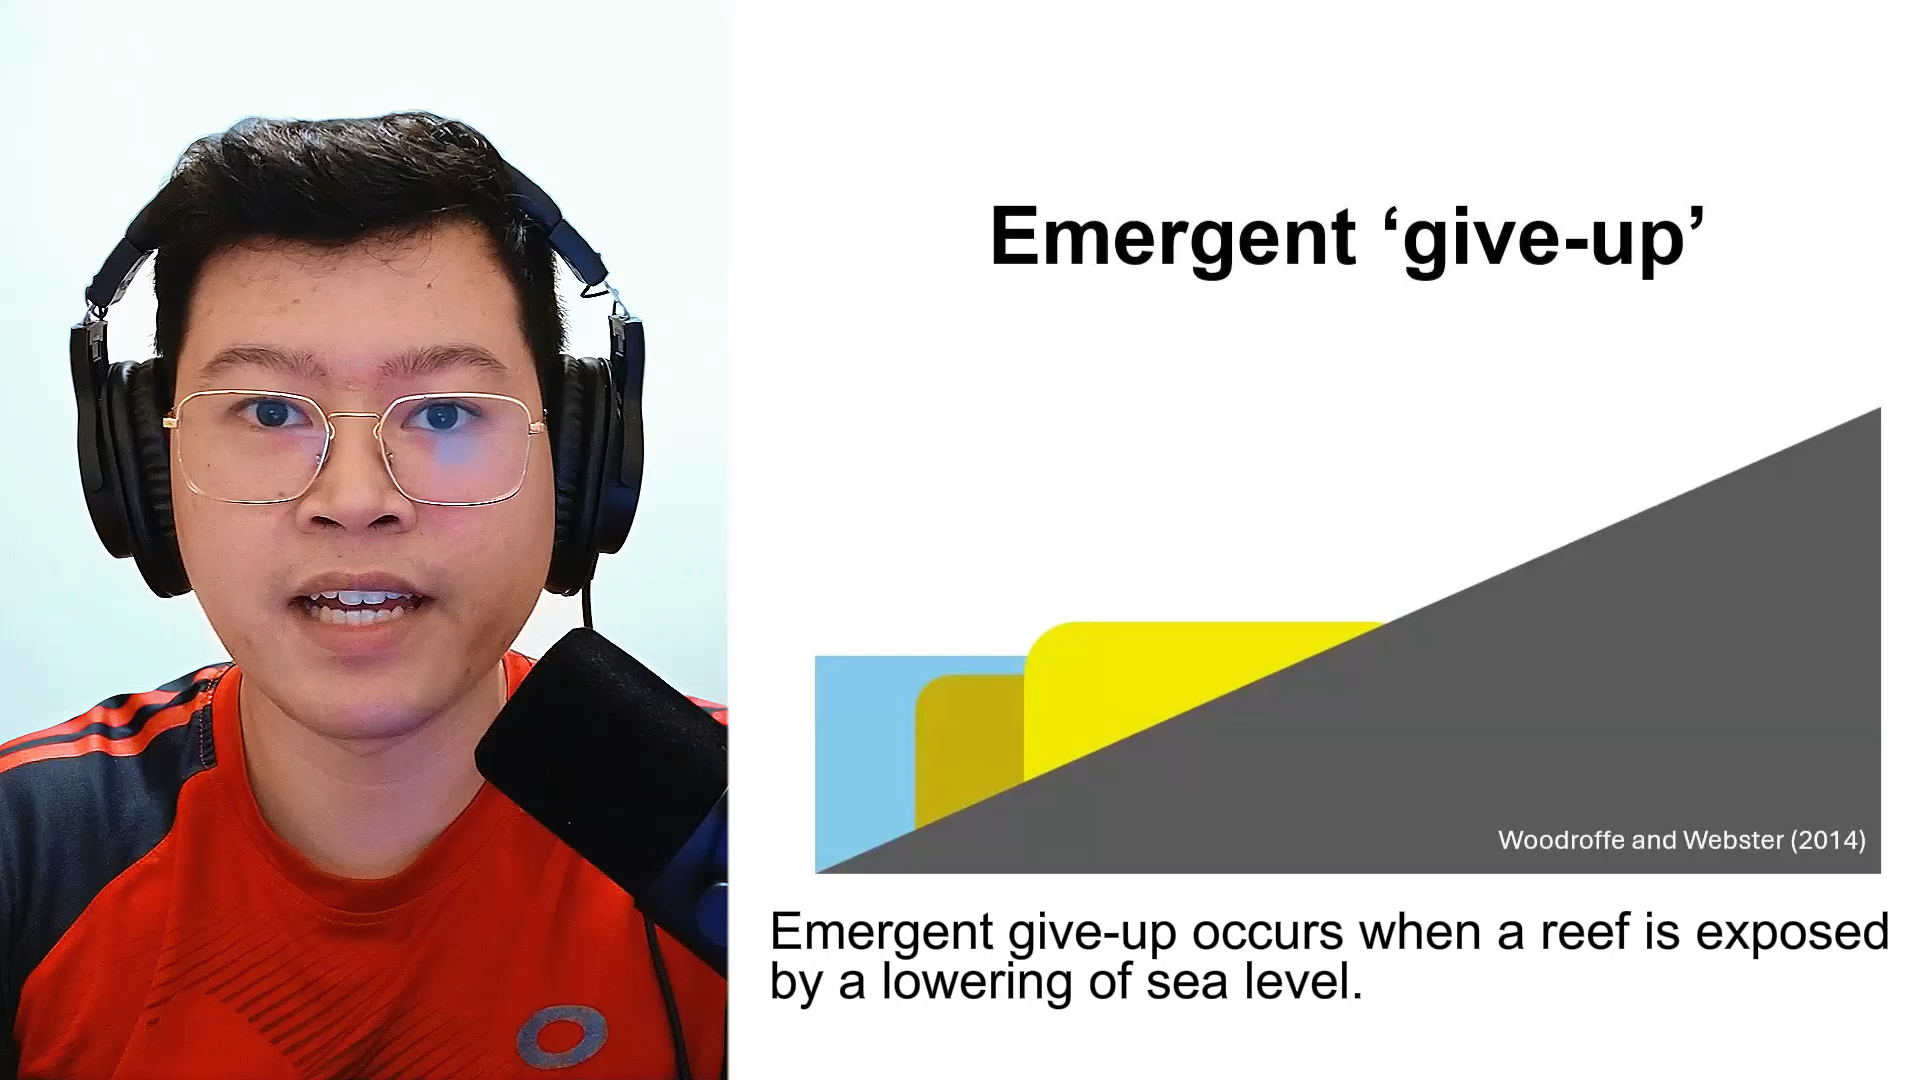 Emergent ‘give-up’
Woodroffe and Webster (2014)
Emergent give-up occurs when a reef is exposed
by a lowering of sea level.